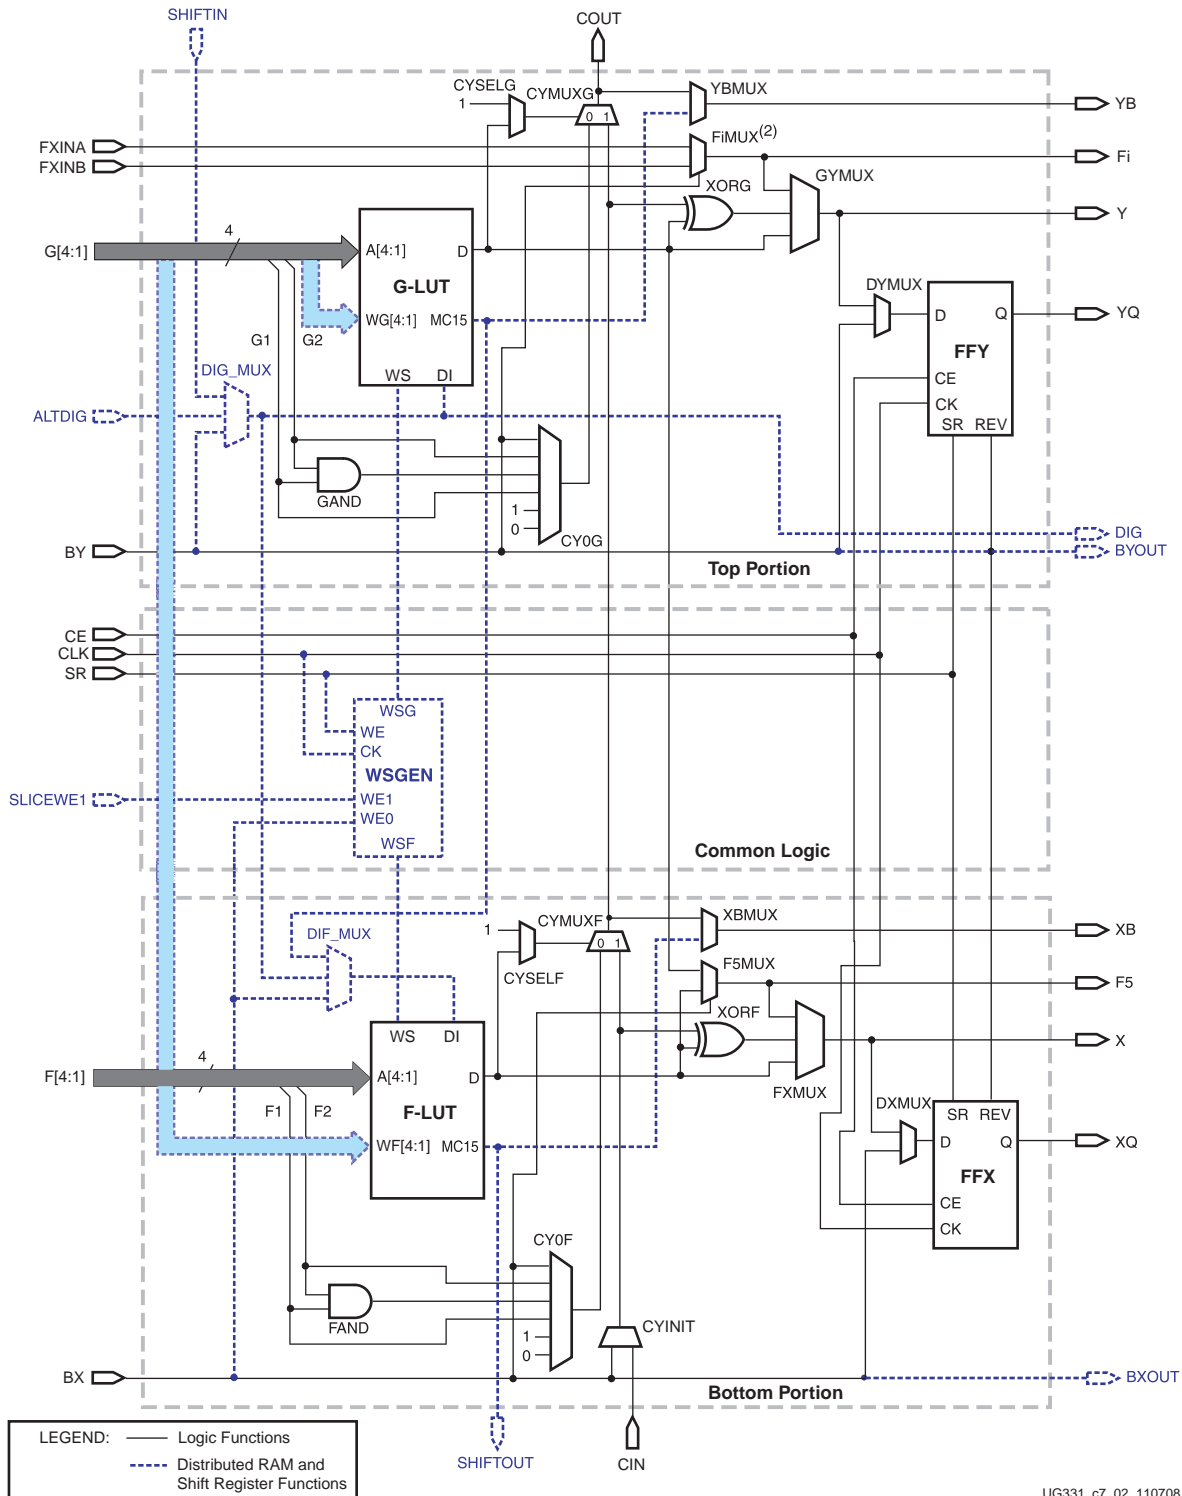 SHIFTIN
COUT
CYSELG
CYMUXG
YBMUX
1
0 1
YB
FiMUX(2)
FXINA
FXINB
Fi
XORG
GYMUX
4
Y
G[4:1]
A[4:1]
D
G-LUT
DYMUX
WG[4:1]
MC15
D
Q
YQ
G1
G2
FFY
DIG_MUX
WS
DI
CE
CK
ALTDIG
SR
REV
GAND
1
0
CY0G
DIG
BY
BYOUT
Top Portion
CE
CLK
SR
WSG
WE
CK
WSGEN
SLICEWE1
WE1
WE0
WSF
Common Logic
CYMUXF
XBMUX
DIF_MUX
1
0 1
XB
CYSELF
F5MUX
F5
XORF
WS
DI
X
4
F[4:1]
A[4:1]
D
FXMUX
F1
F2
F-LUT
DXMUX
SR
REV
WF[4:1]
MC15
D
Q
XQ
FFX
CE
CK
CY0F
FAND
1
0
CYINIT
BX
BXOUT
Bottom Portion
LEGEND:
Logic Functions
Distributed RAM and
Shift Register Functions
SHIFTOUT
CIN
UG331_c7_02_110708